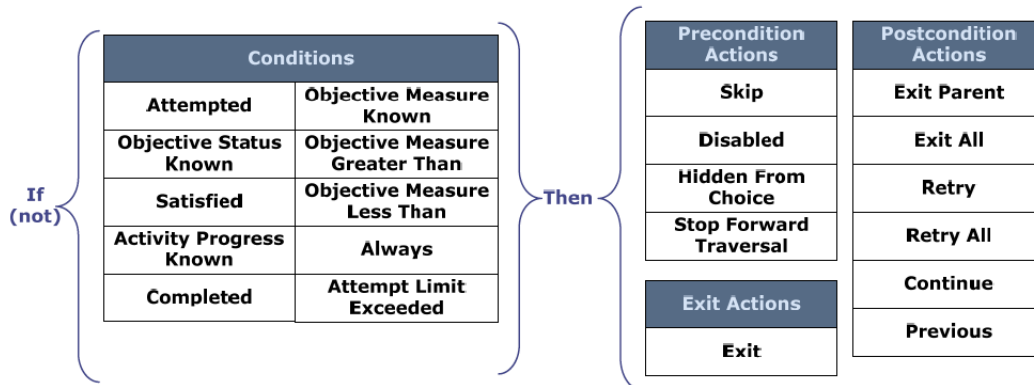 If
(not)
Conditions
Attempted
Objective Measure
Known
Objective Status
Known
Objective Measure
Greater Than
Satisfied
Objective Measure
Less Than
Activity Progress
Known
Always
Completed
Attempt Limit
Exceeded
Then
Precondition
Actions
Skip
Disabled
Hidden From
Choice
Stop Forward
Traversal
Exit Actions
Exit
Postcondition
Actions
Exit Parent
Exit All
Retry
Retry All
Continue
Previous